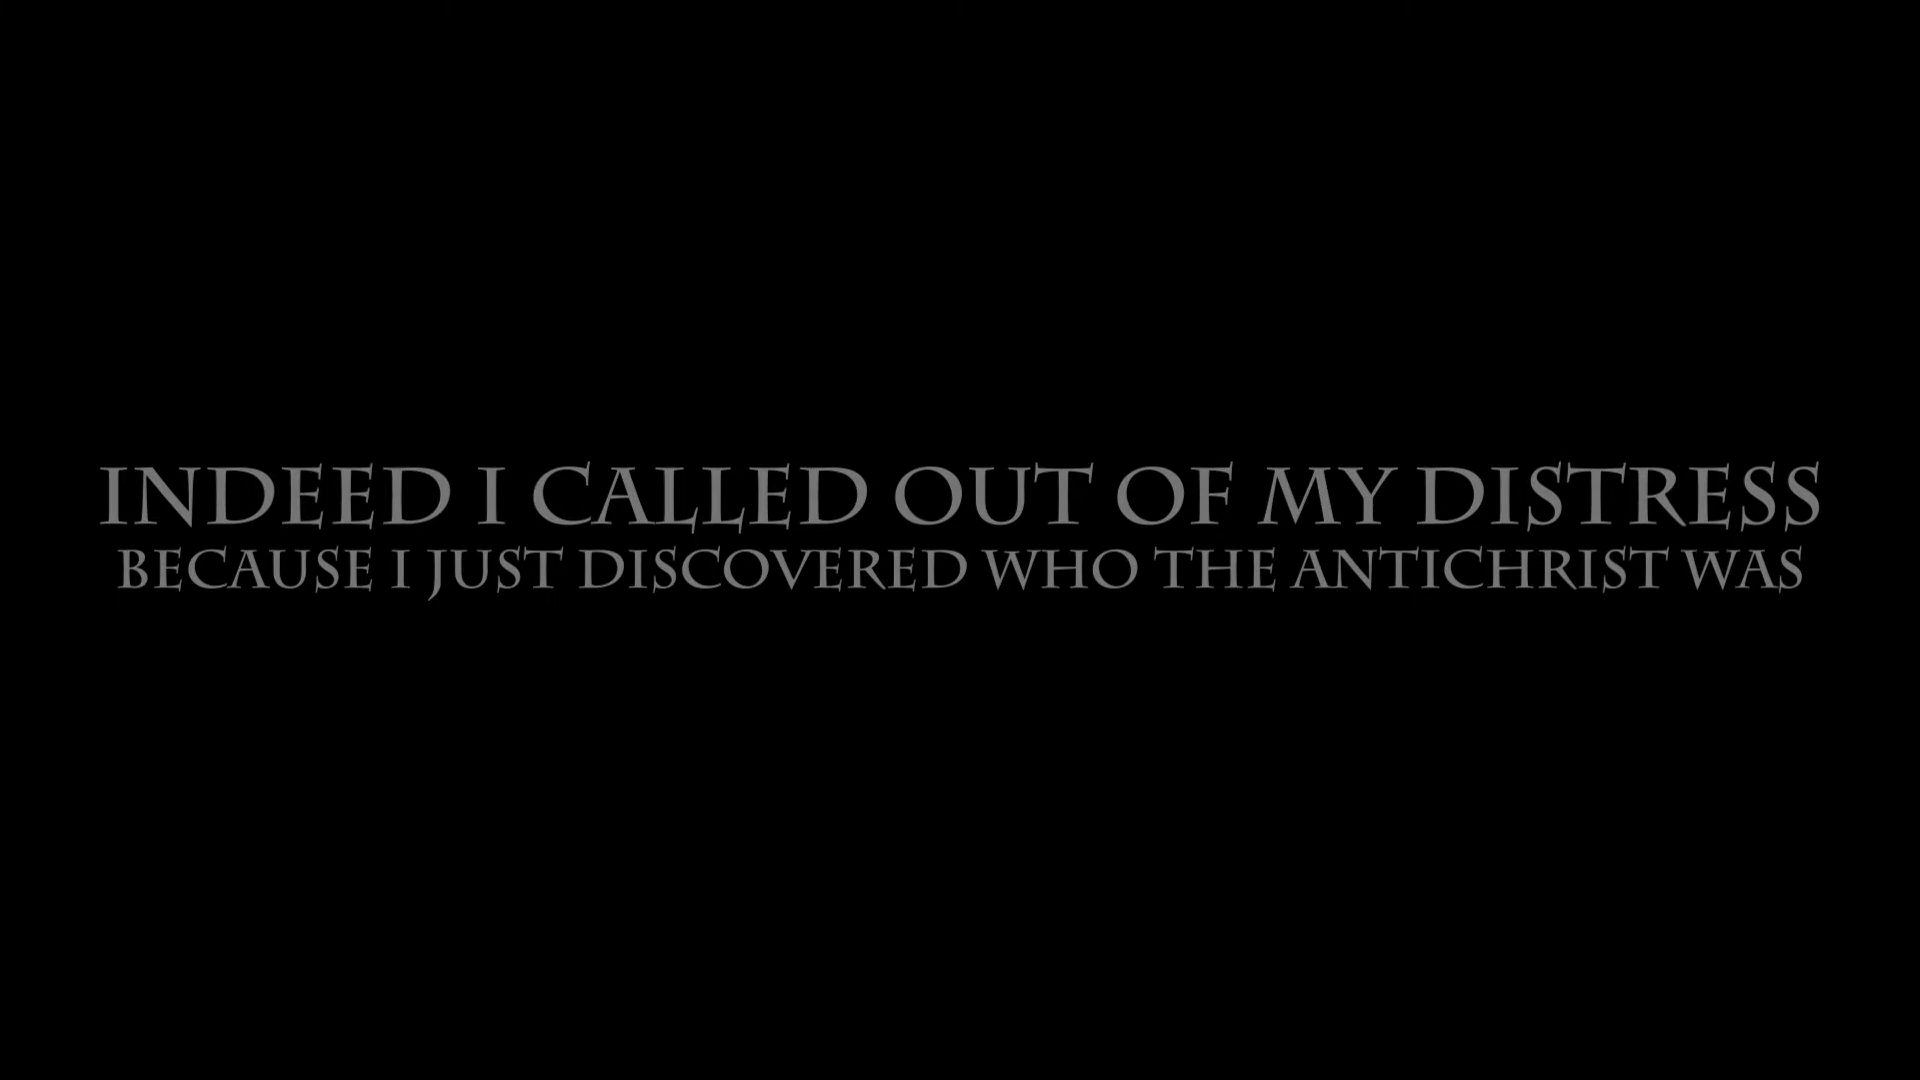 INDEED I CALLED OUT OF MY DISTRESS
BECAUSE I JUST DISCOVERED WHO THE ANTICHRIST WAS